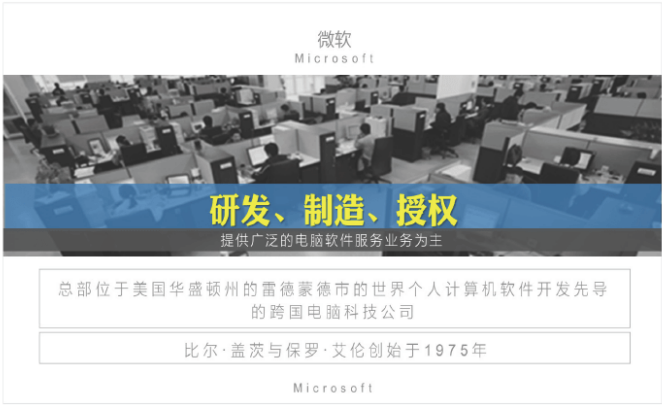 微软
Microsoft
研发、制造、授权
提供广泛的电脑软件服务业务为主
总部位于美国华盛顿州的雷德蒙德市的世界个人计算机软件开发先导
的跨国电脑科技公司
比尔·盖茨与保罗·艾伦创始于1975年
Microsoft